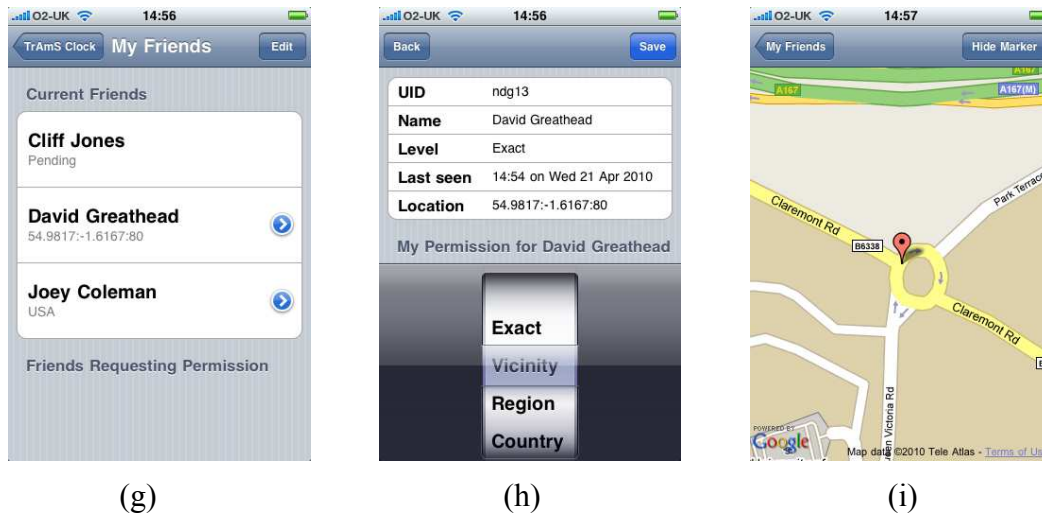 O2-UK 14:56
TrAmS Clock My Friends Edit
Current Friends
Cliff Jones
Pending
David Greathead
54.9817:-1.6167:80
Joey Coleman
USA
Friends Requesting Permission
(g)
O2-UK 14:56
Back Save
UID ndg13
Name David Greathead
Level Exact
Last seen 14:54 on Wed 21 Apr 2010
Location 54.9817:-1.6167:80
My Permission for David Greathead
Exact
Vicinity
Region
Country
(h)
O2-UK 14:57
My Friends Hide Marker
A167
A167
A167(M)
Park Terrace
Claremont Rd
B6338
Claremont Rd
Queen Victoria Rd
POWERED BY
Google
Map data ©2010 Tele Atlas - Terms of Us
(i)